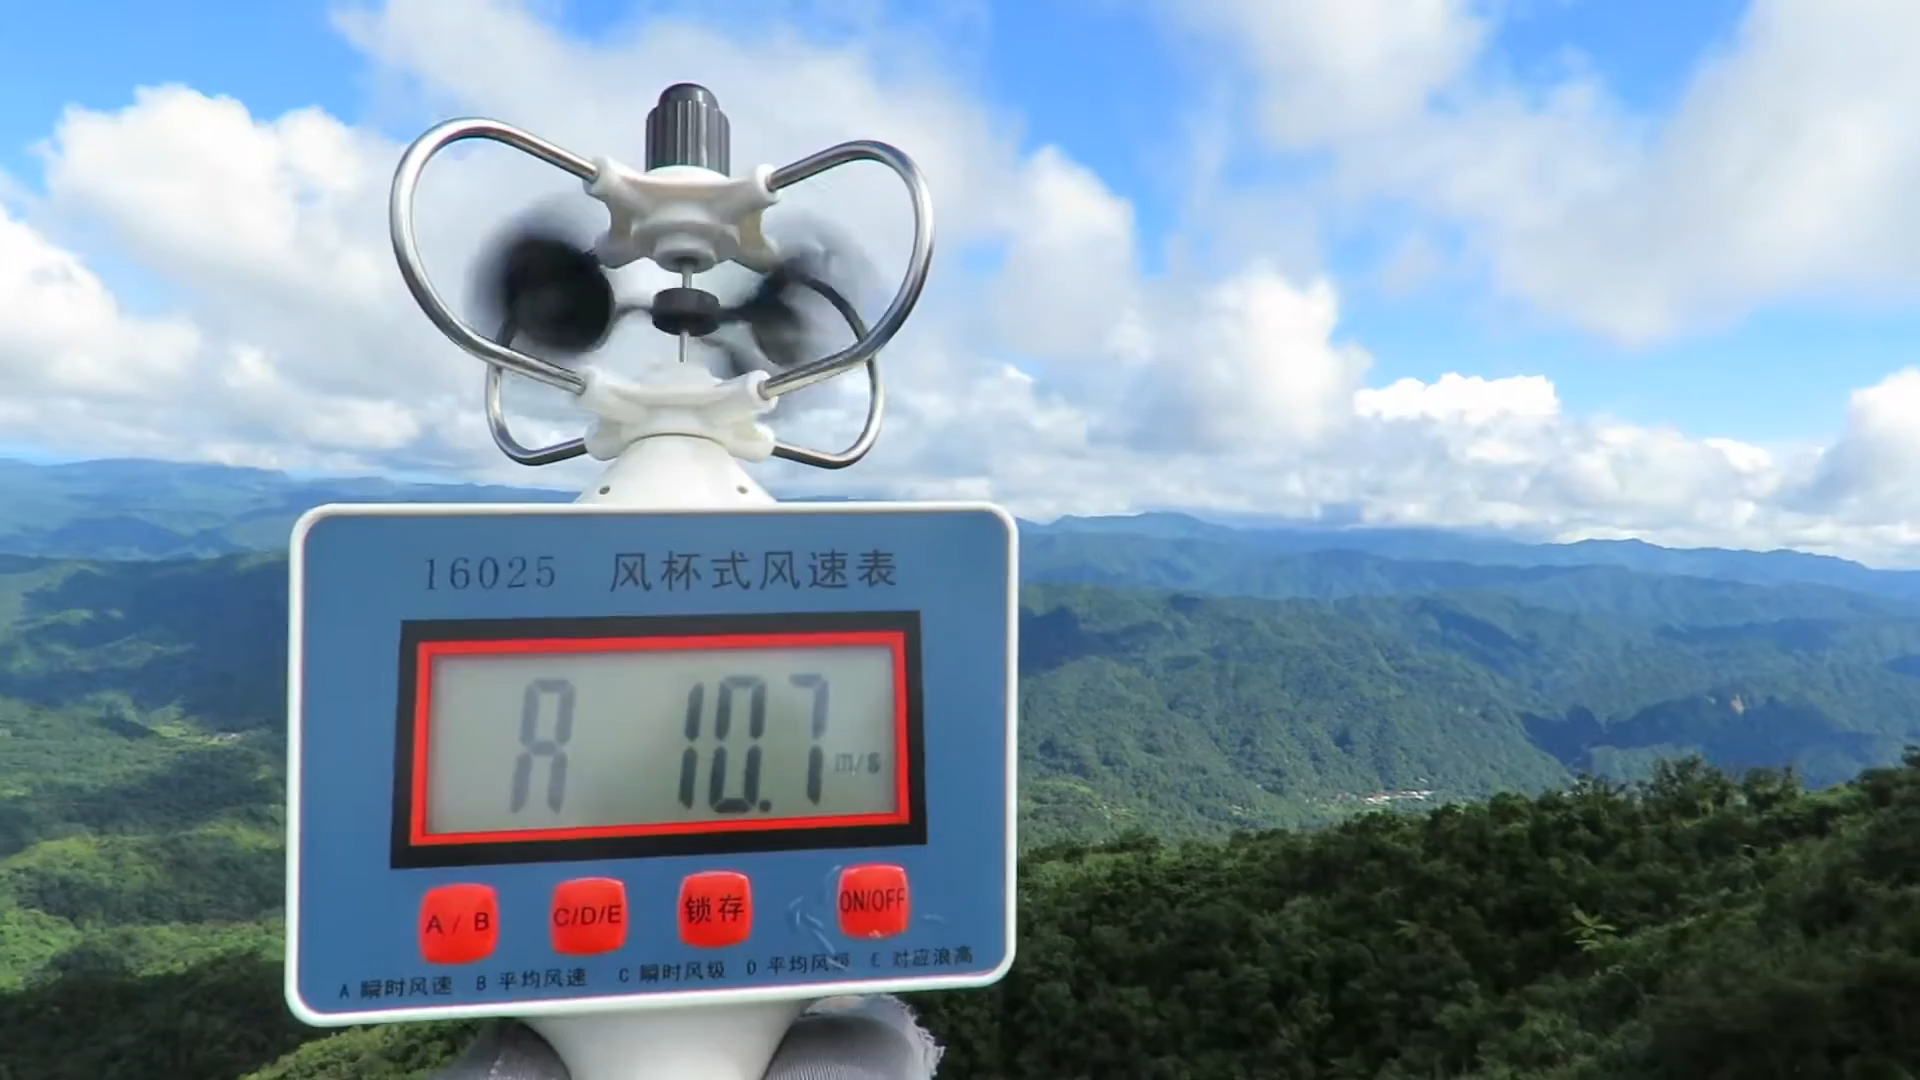 16025 风杯式风速表
A 10.7 m/s
A / B C/D/E 锁存 ON/OFF
A 瞬时风速 B 平均风速 C 瞬时风级 D 平均风级 E 对应浪高